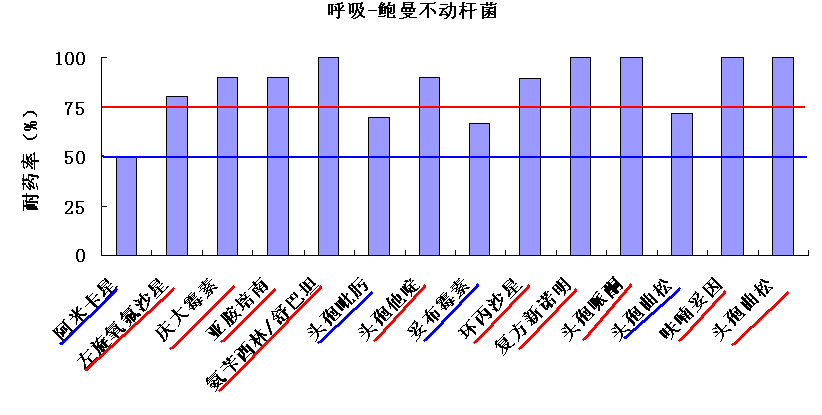 呼吸-鲍曼不动杆菌
耐药率(%)
100
75
50
25
0
阿米卡星
左旋氧氟沙星
庆大霉素
亚胺培南
氨苄西林/舒巴坦
头孢吡肟
头孢他啶
妥布霉素
环丙沙星
复方新诺明
头孢哌酮
头孢曲松
呋喃妥因
头孢曲松